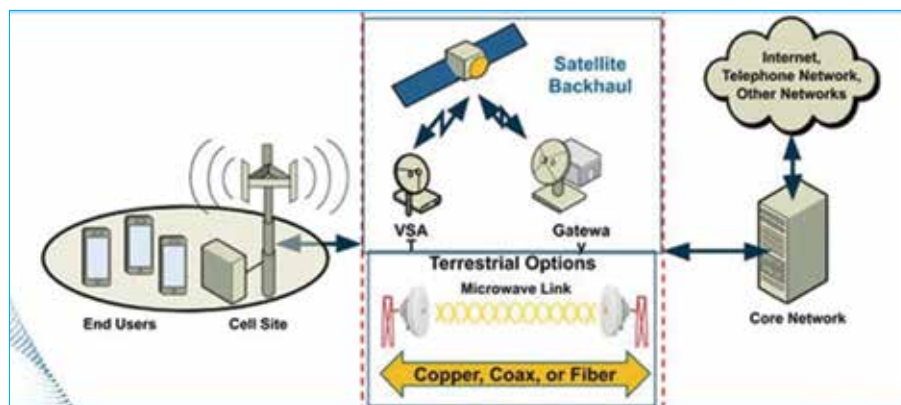 Satellite
Backhaul
Internet,
Telephone Network,
Other Networks
VSA
T
Gatewa
y
Terrestrial Options
Microwave Link
End Users
Cell Site
Core Network
Copper, Coax, or Fiber